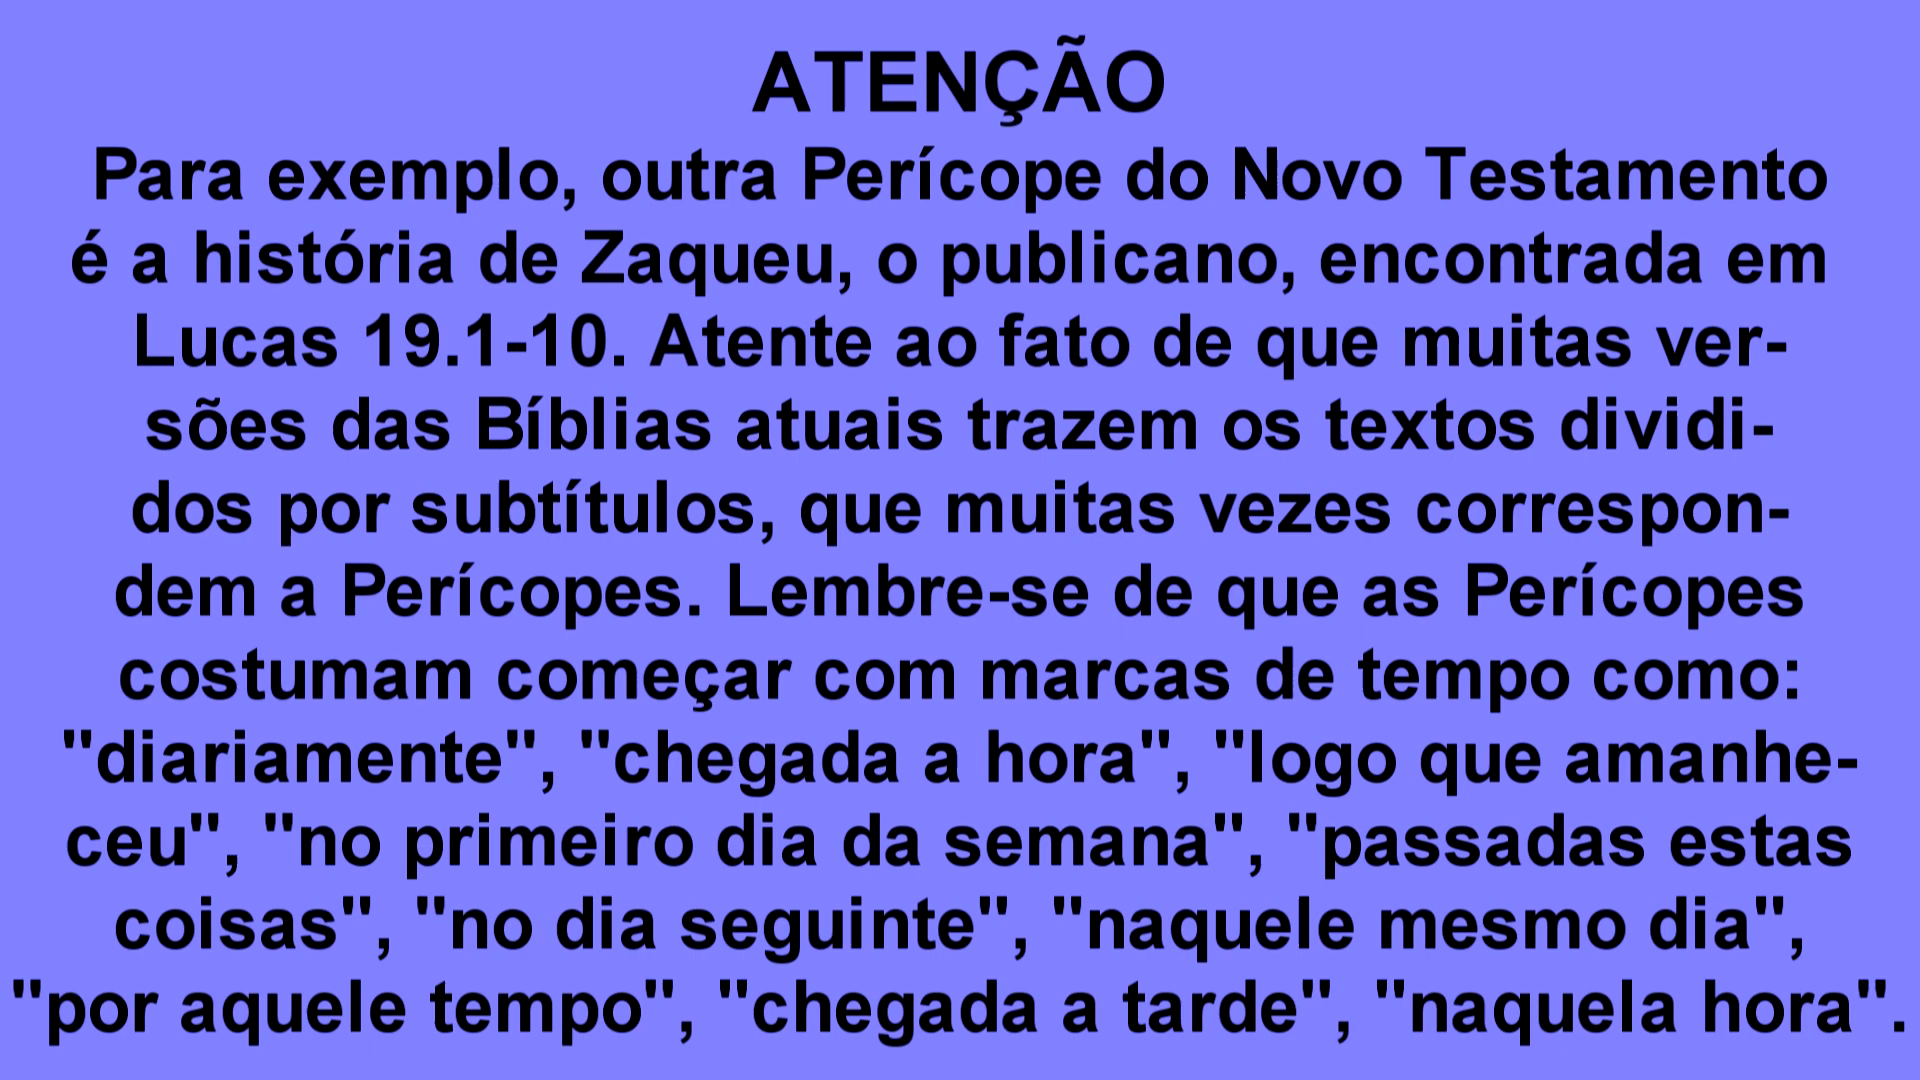 ATENÇÃO
Para exemplo, outra Perícope do Novo Testamento
é a história de Zaqueu, o publicano, encontrada em
Lucas 19.1-10. Atente ao fato de que muitas ver-
sões das Bíblias atuais trazem os textos dividi-
dos por subtítulos, que muitas vezes correspon-
dem a Perícopes. Lembre-se de que as Perícopes
costumam começar com marcas de tempo como:
"diariamente", "chegada a hora", "logo que amanhe-
ceu", "no primeiro dia da semana", "passadas estas
coisas", "no dia seguinte", "naquele mesmo dia",
"por aquele tempo", "chegada a tarde", "naquela hora".